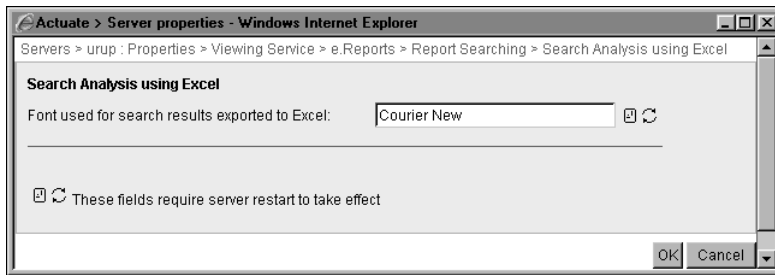 Actuate > Server properties - Windows Internet Explorer
Servers > urup : Properties > Viewing Service > e.Reports > Report Searching > Search Analysis using Excel
Search Analysis using Excel
Font used for search results exported to Excel: Courier New
These fields require server restart to take effect
OK Cancel